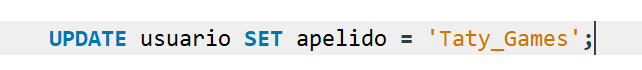 UPDATE usuario SET apelido = 'Taty_Games';